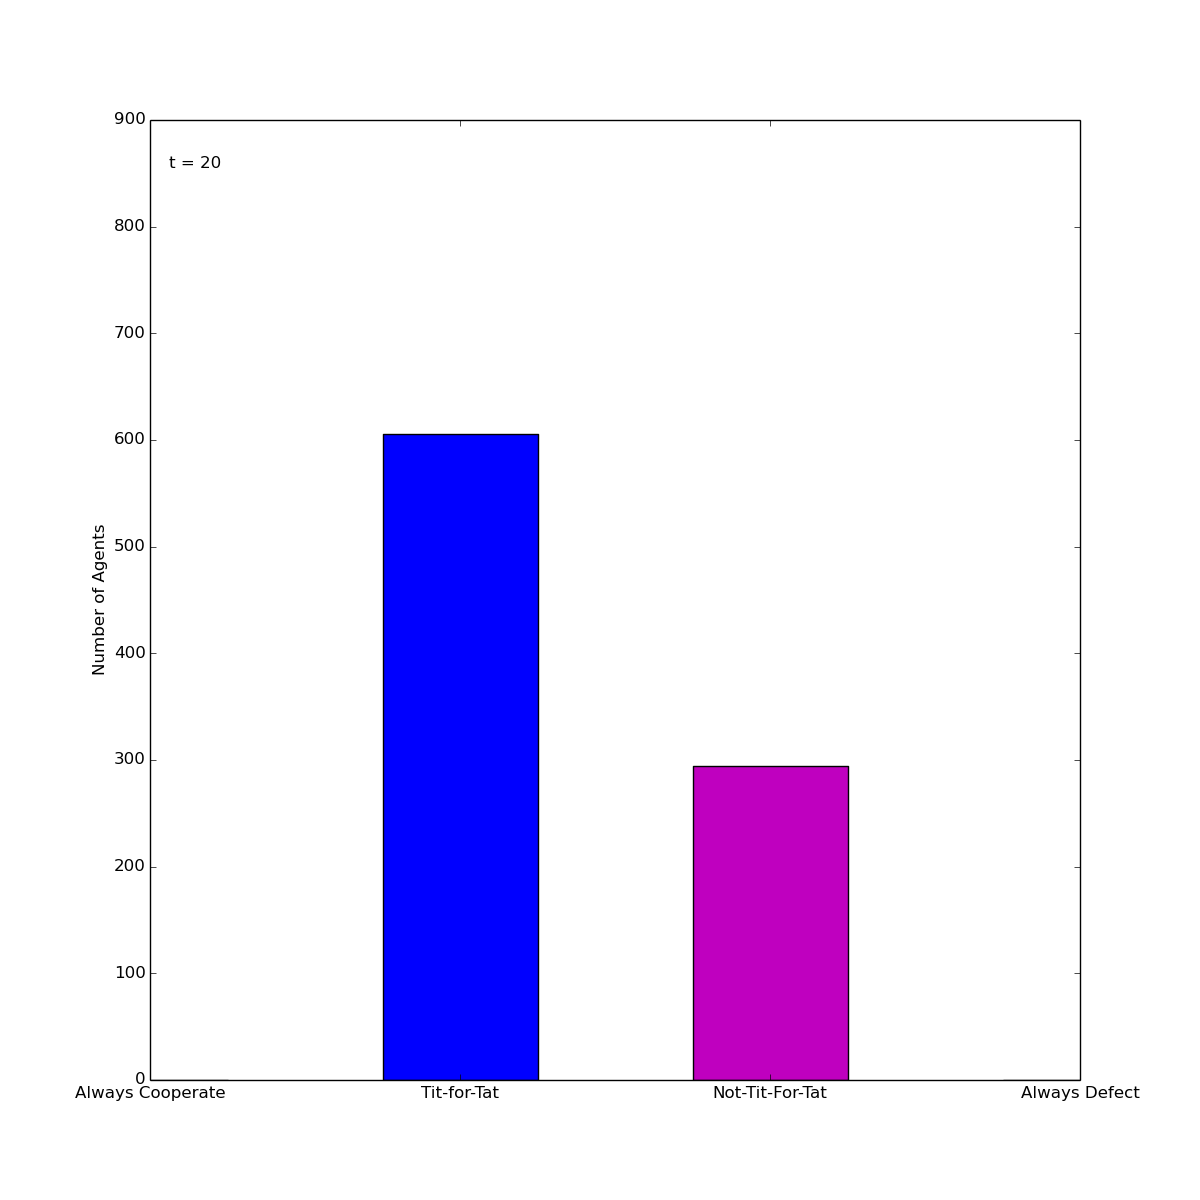 t = 20
900
800
700
600
500
400
300
200
100
0
Number of Agents
Always Cooperate
Tit-for-Tat
Not-Tit-For-Tat
Always Defect